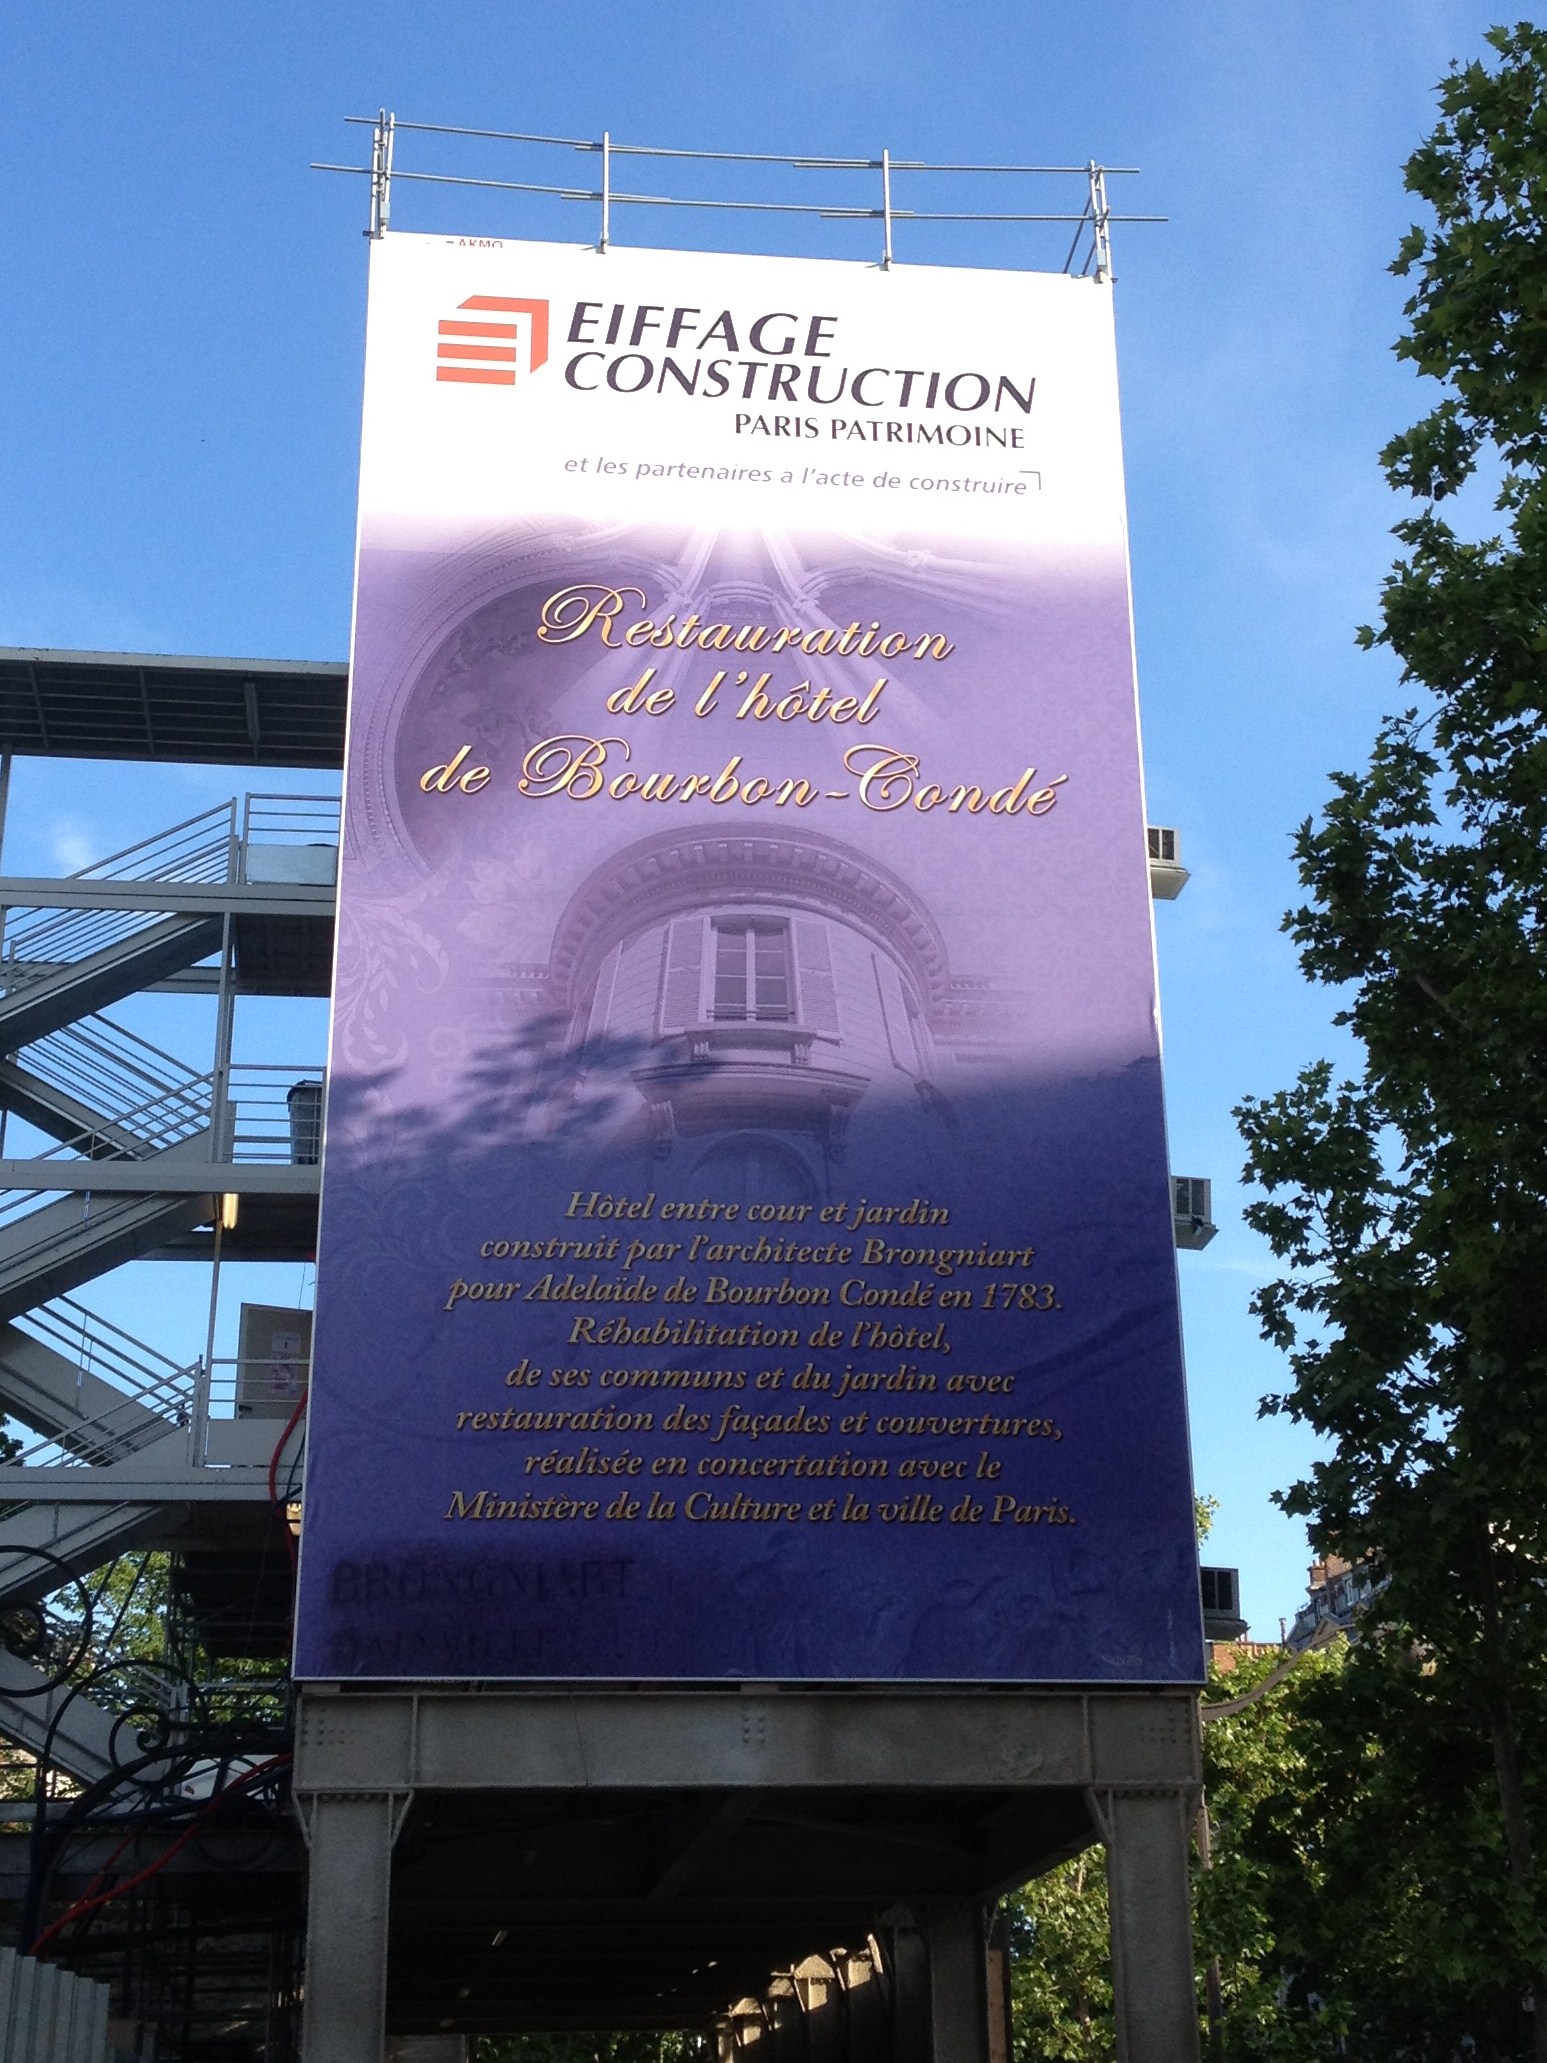 EIFFAGE
CONSTRUCTION
PARIS PATRIMOINE
et les partenaires a l'acte de construire
Restauration
de l'hôtel
de Bourbon-Condé
Hôtel entre cour et jardin
construit par l'architecte Brongniart
pour Adelaïde de Bourbon Condé en 1783.
Réhabilitation de l'hôtel,
de ses communs et du jardin avec
restauration des façades et couvertures,
réalisée en concertation avec le
Ministère de la Culture et la ville de Paris.
BRONGNIART